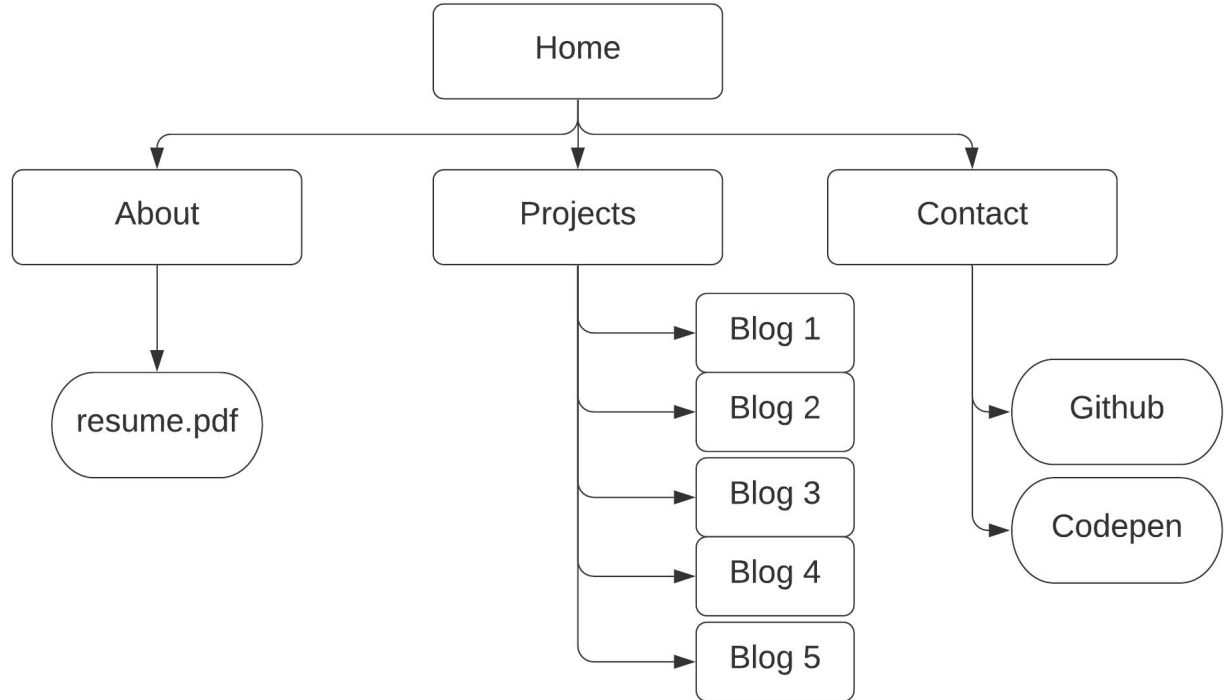 Home
About
Projects
Contact
Blog 1
Blog 2
Blog 3
Blog 4
Blog 5
resume.pdf
Github
Codepen